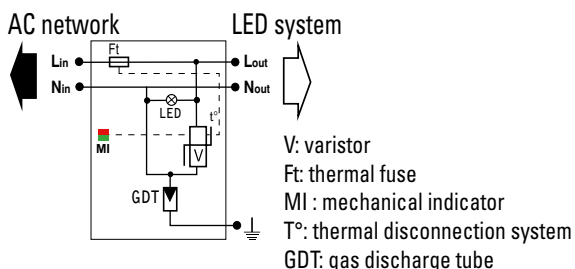 AC network LED system
Ft
Lin Lout
Nin Nout
LED
t°
MI
V
GDT
V: varistor
Ft: thermal fuse
MI : mechanical indicator
T°: thermal disconnection system
GDT: gas discharge tube